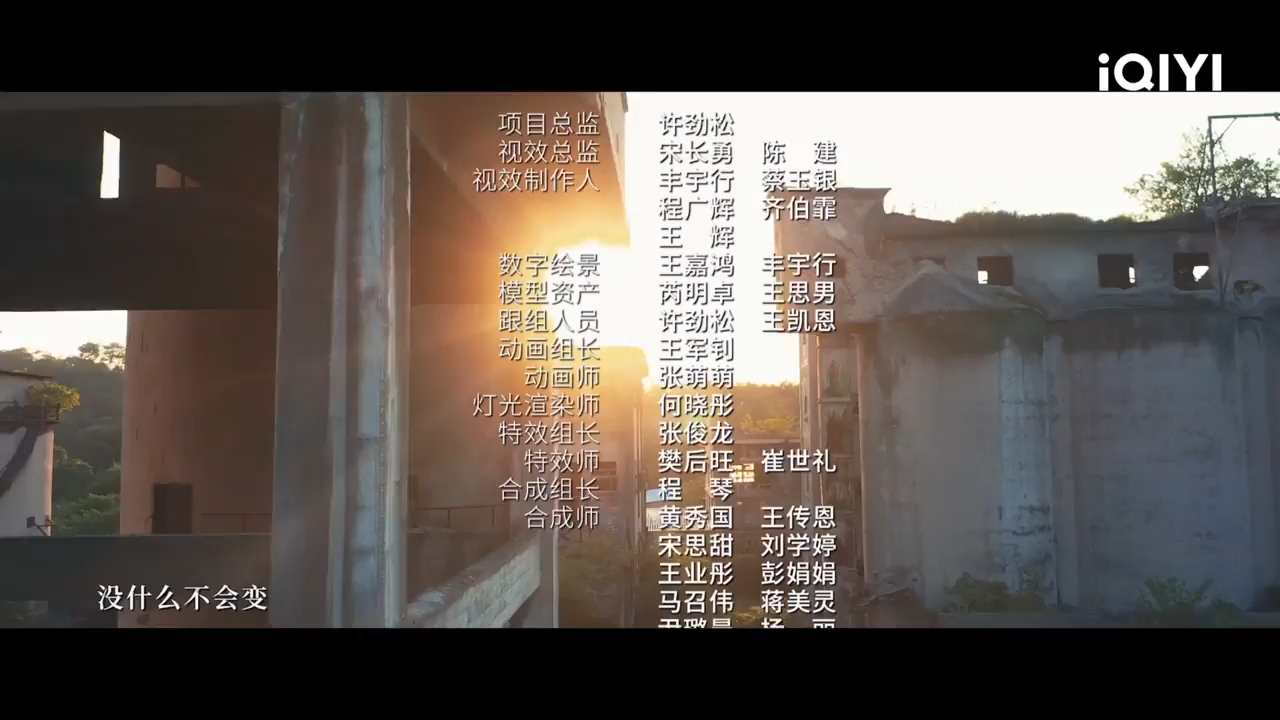 iQIYI
项目总监 许劲松
视效总监 宋长勇 陈 建
视效制作人 丰宇行 蔡玉银
程广辉 齐伯霏
王 辉
数字绘景 王嘉鸿 丰宇行
模型资产 芮明卓 王思男
跟组人员 许劲松 王凯恩
动画组长 王军钊
动画师 张萌萌
灯光渲染师 何晓彤
特效组长 张俊龙
特效师 樊后旺 崔世礼
合成组长 程 琴
合成师 黄秀国 王传恩
宋思甜 刘学婷
王业彤 彭娟娟
马召伟 蒋美灵
没什么不会变